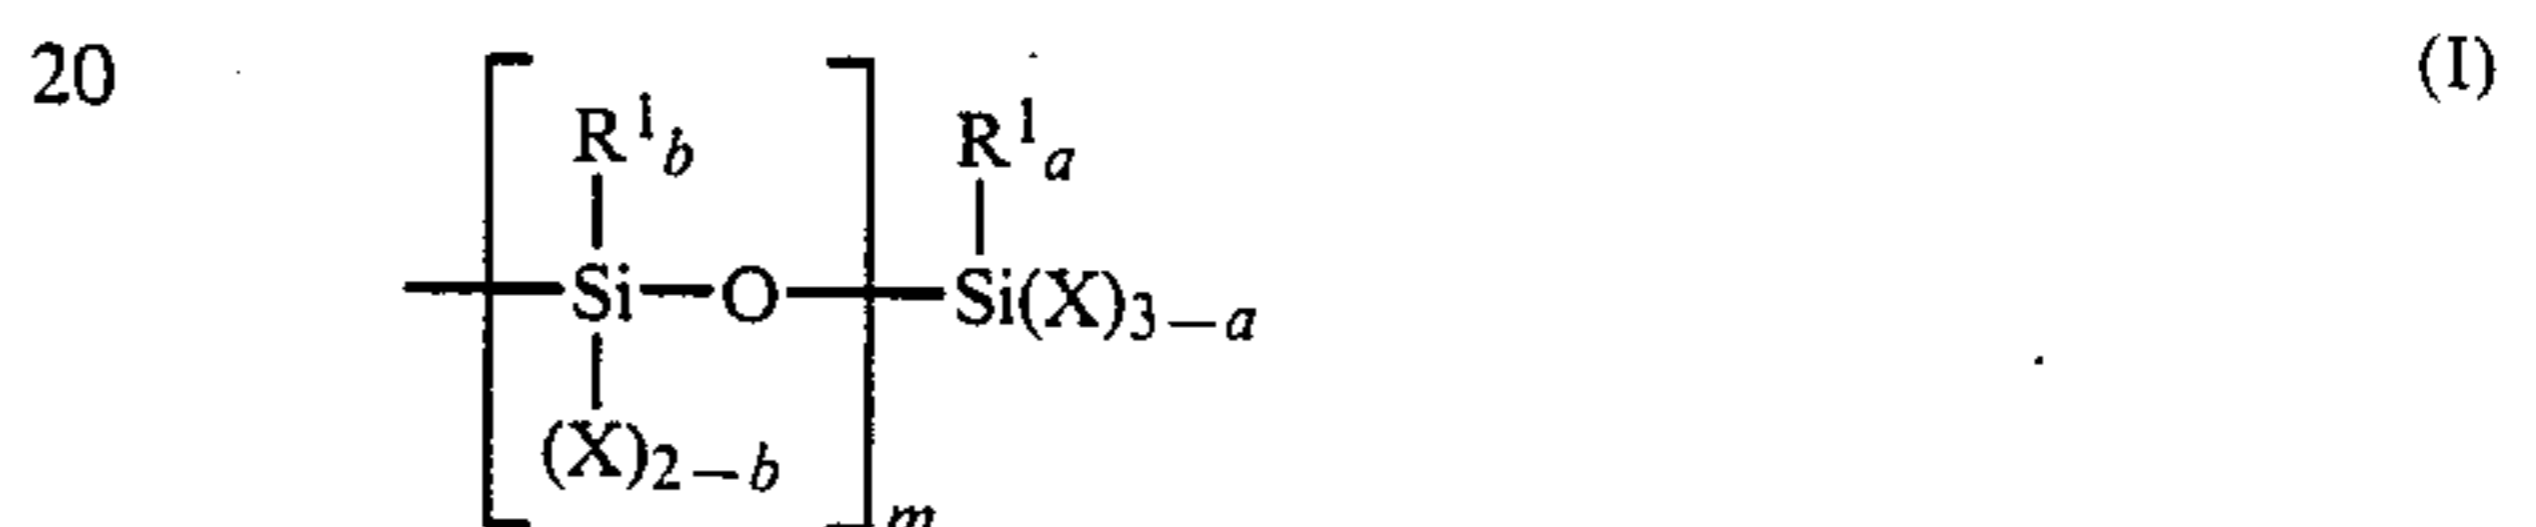 20 (I)
R¹b R¹a
—Si—O—Si(X)3−a
(X)2−b
m